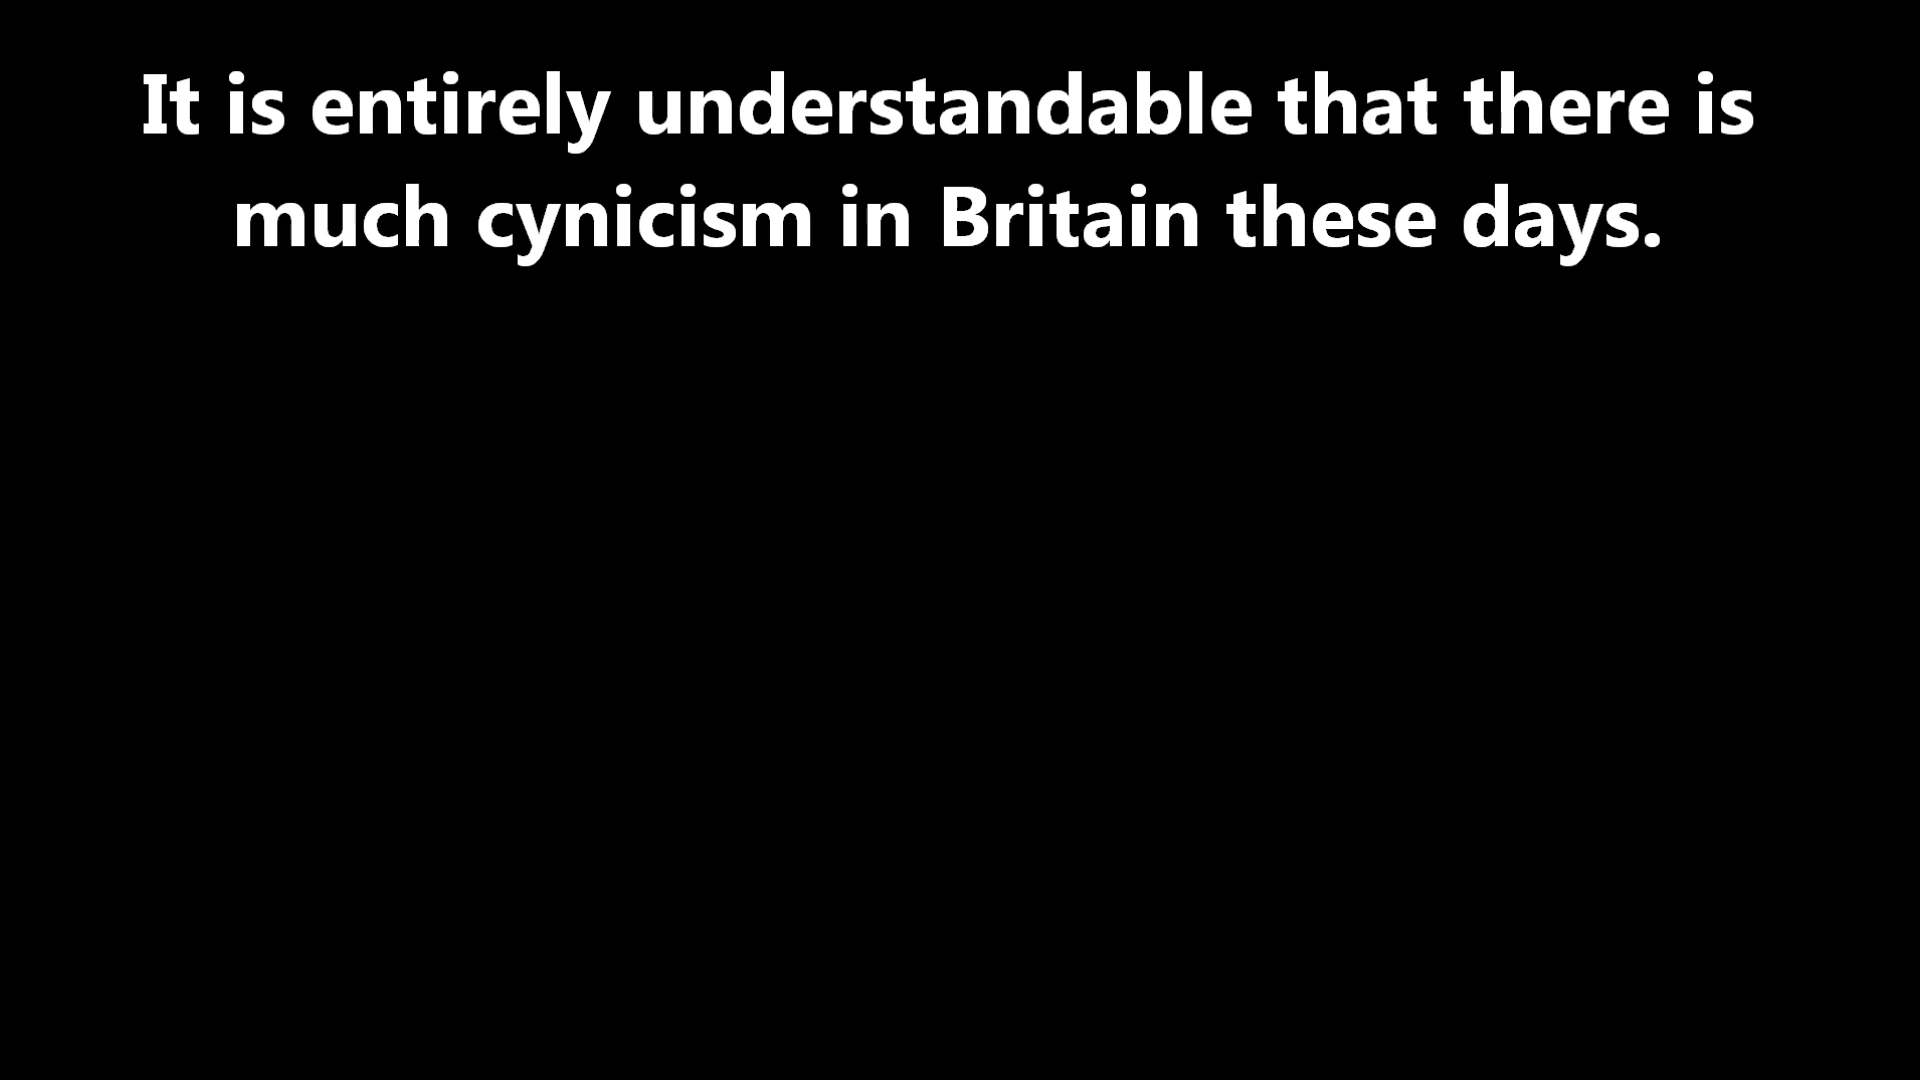 It is entirely understandable that there is
much cynicism in Britain these days.